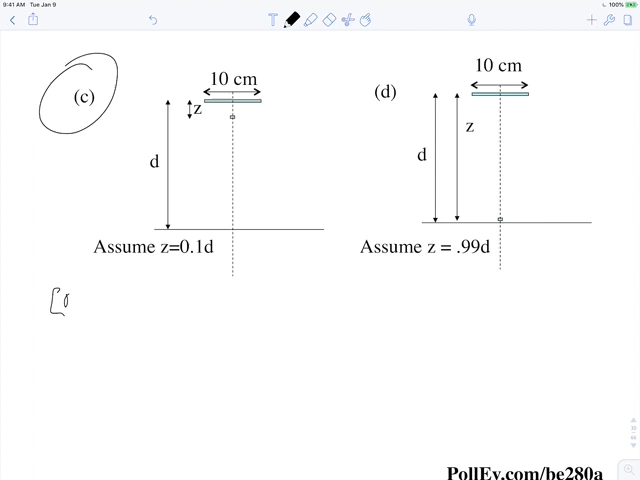 9:41 AM Tue Jan 9
100%
T
10 cm
(c)
z
d
Assume z=0.1d
10 cm
(d)
z
d
Assume z = .99d
PollEv.com/be280a